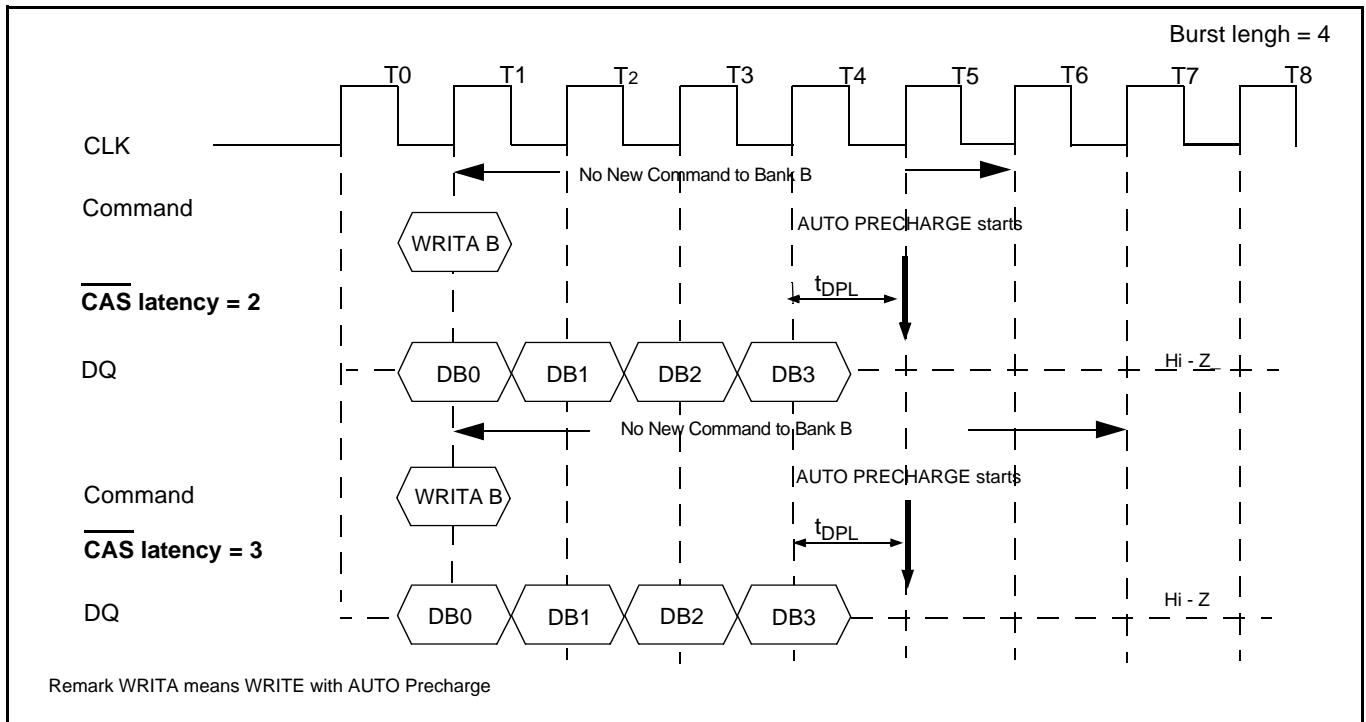 Burst lengh = 4
T0 T1 T2 T3 T4 T5 T6 T7 T8
CLK
No New Command to Bank B
Command
AUTO PRECHARGE starts
WRITA B
tDPL
CAS latency = 2
DQ
DB0 DB1 DB2 DB3
Hi - Z
No New Command to Bank B
AUTO PRECHARGE starts
Command
WRITA B
tDPL
CAS latency = 3
DQ
DB0 DB1 DB2 DB3
Hi - Z
Remark WRITA means WRITE with AUTO Precharge